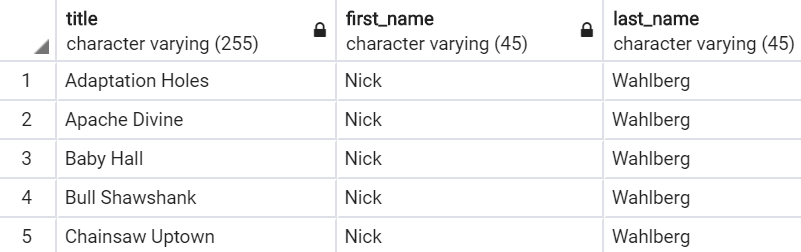 title first_name last_name
character varying (255) character varying (45) character varying (45)
1 Adaptation Holes Nick Wahlberg
2 Apache Divine Nick Wahlberg
3 Baby Hall Nick Wahlberg
4 Bull Shawshank Nick Wahlberg
5 Chainsaw Uptown Nick Wahlberg